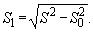 S₁ = √(S² − S₀²).